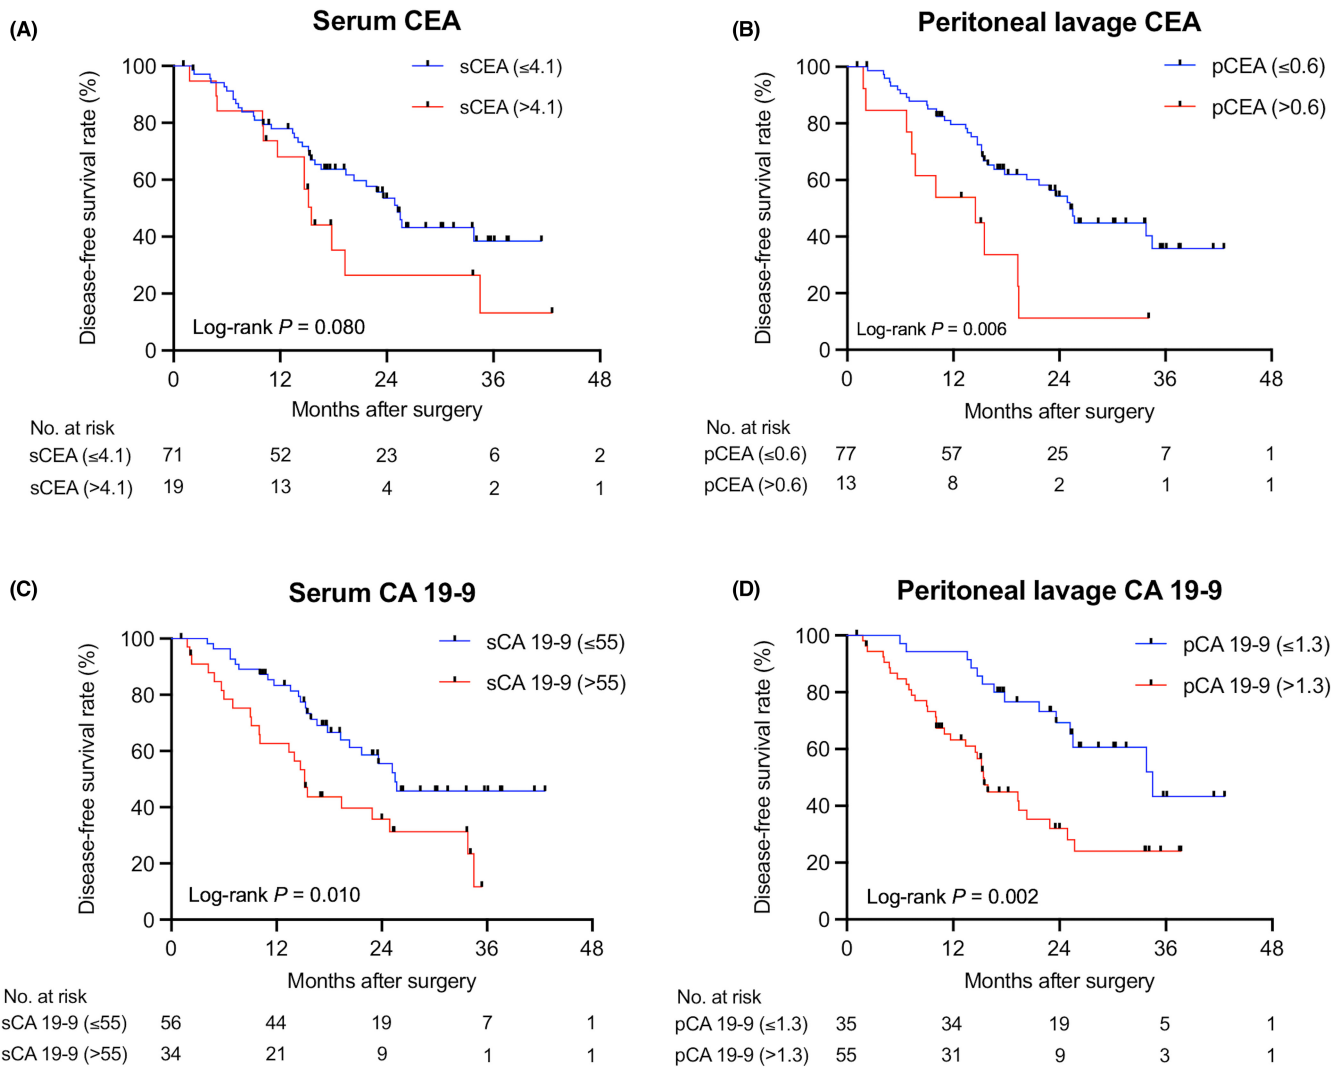 (A)
Serum CEA
sCEA (≤4.1)
sCEA (>4.1)
Disease-free survival rate (%)
100
80
60
40
20
0
Log-rank P = 0.080
0 12 24 36 48
Months after surgery
No. at risk
sCEA (≤4.1) 71 52 23 6 2
sCEA (>4.1) 19 13 4 2 1
(B)
Peritoneal lavage CEA
pCEA (≤0.6)
pCEA (>0.6)
Disease-free survival rate (%)
100
80
60
40
20
0
Log-rank P = 0.006
0 12 24 36 48
Months after surgery
No. at risk
pCEA (≤0.6) 77 57 25 7 1
pCEA (>0.6) 13 8 2 1 1
(C)
Serum CA 19-9
sCA 19-9 (≤55)
sCA 19-9 (>55)
Disease-free survival rate (%)
100
80
60
40
20
0
Log-rank P = 0.010
0 12 24 36 48
Months after surgery
No. at risk
sCA 19-9 (≤55) 56 44 19 7 1
sCA 19-9 (>55) 34 21 9 1 1
(D)
Peritoneal lavage CA 19-9
pCA 19-9 (≤1.3)
pCA 19-9 (>1.3)
Disease-free survival rate (%)
100
80
60
40
20
0
Log-rank P = 0.002
0 12 24 36 48
Months after surgery
No. at risk
pCA 19-9 (≤1.3) 35 34 19 5 1
pCA 19-9 (>1.3) 55 31 9 3 1